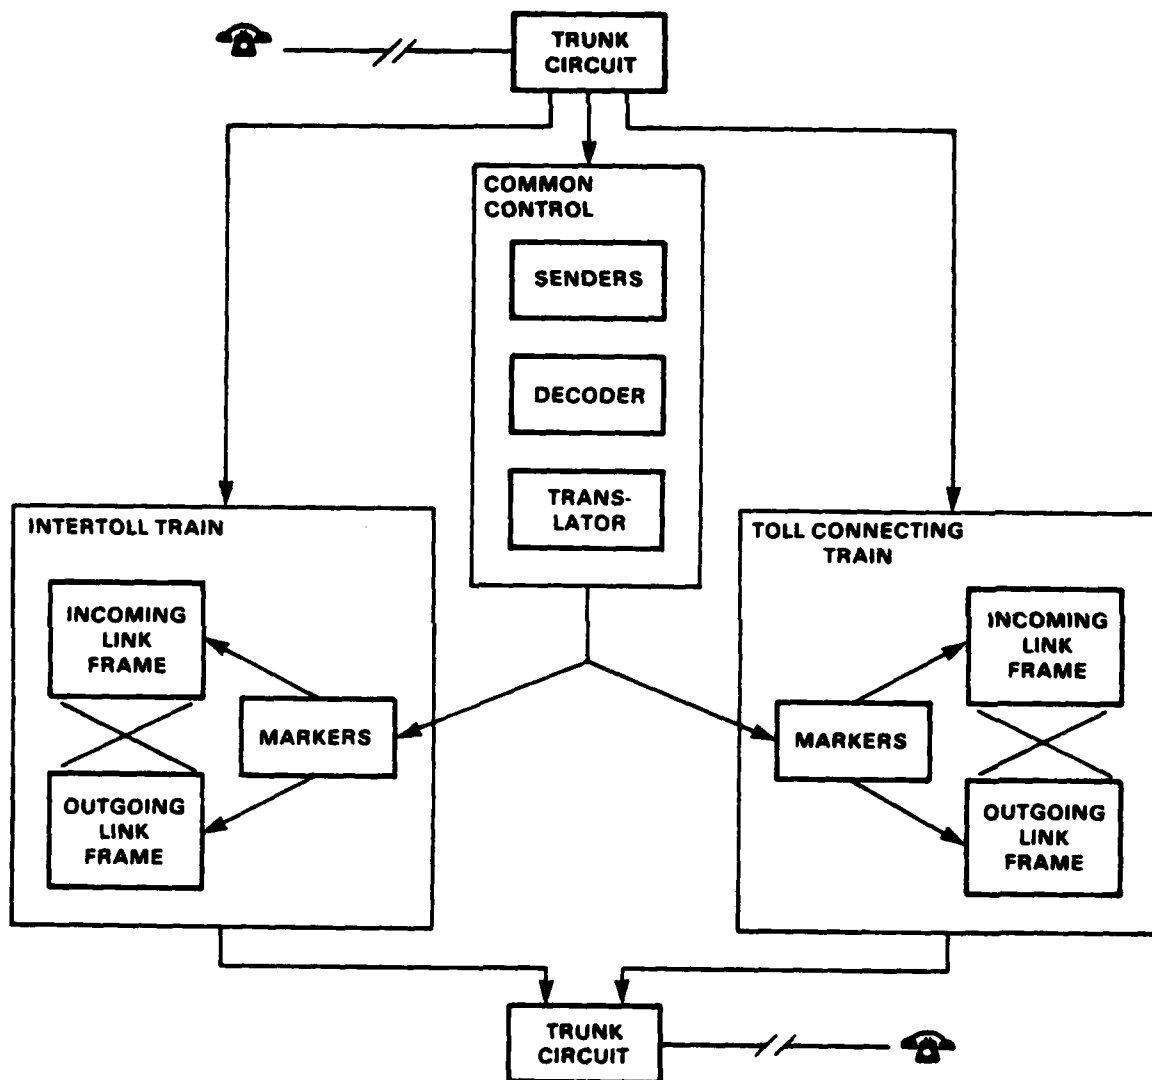 TRUNK
CIRCUIT
COMMON
CONTROL
SENDERS
DECODER
TRANS-
LATOR
INTERTOLL TRAIN
INCOMING
LINK
FRAME
MARKERS
OUTGOING
LINK
FRAME
TOLL CONNECTING
TRAIN
INCOMING
LINK
FRAME
MARKERS
OUTGOING
LINK
FRAME
TRUNK
CIRCUIT